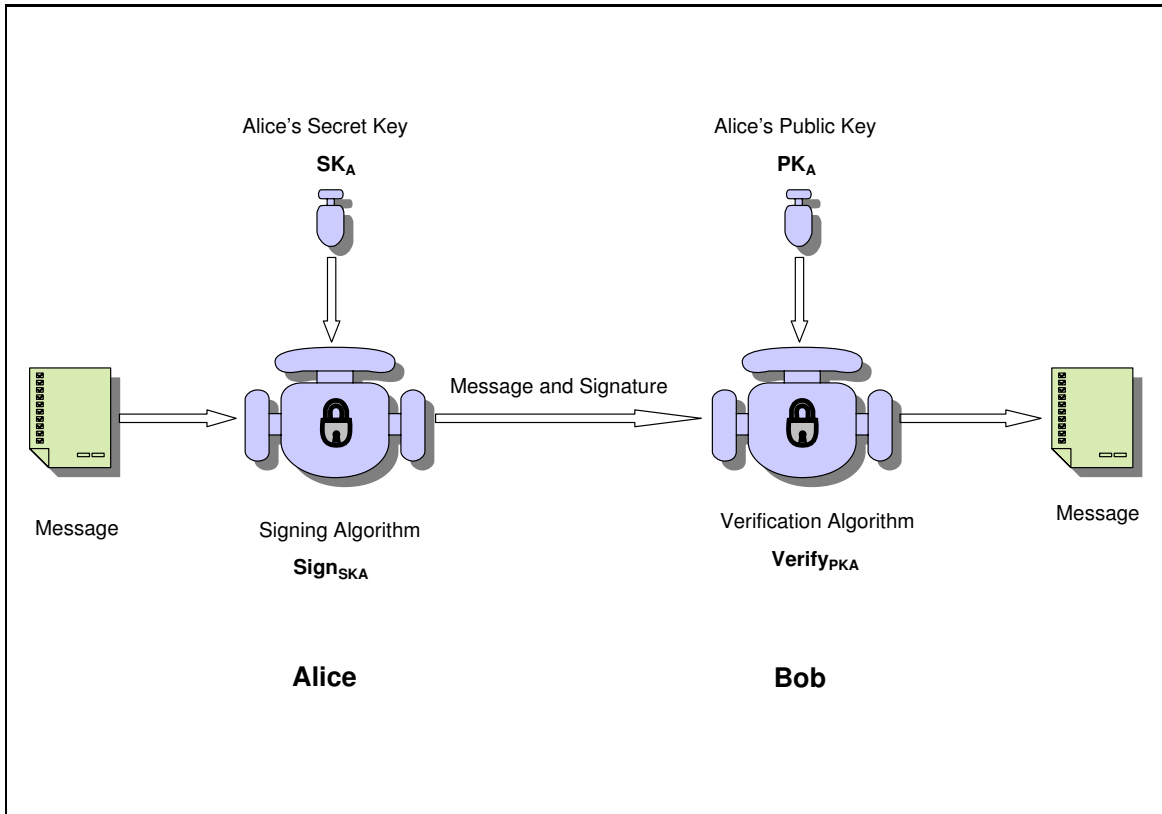 Alice's Secret Key
SKA
Alice's Public Key
PKA
Message and Signature
Message
Signing Algorithm
SignSKA
Verification Algorithm
VerifyPKA
Message
Alice
Bob